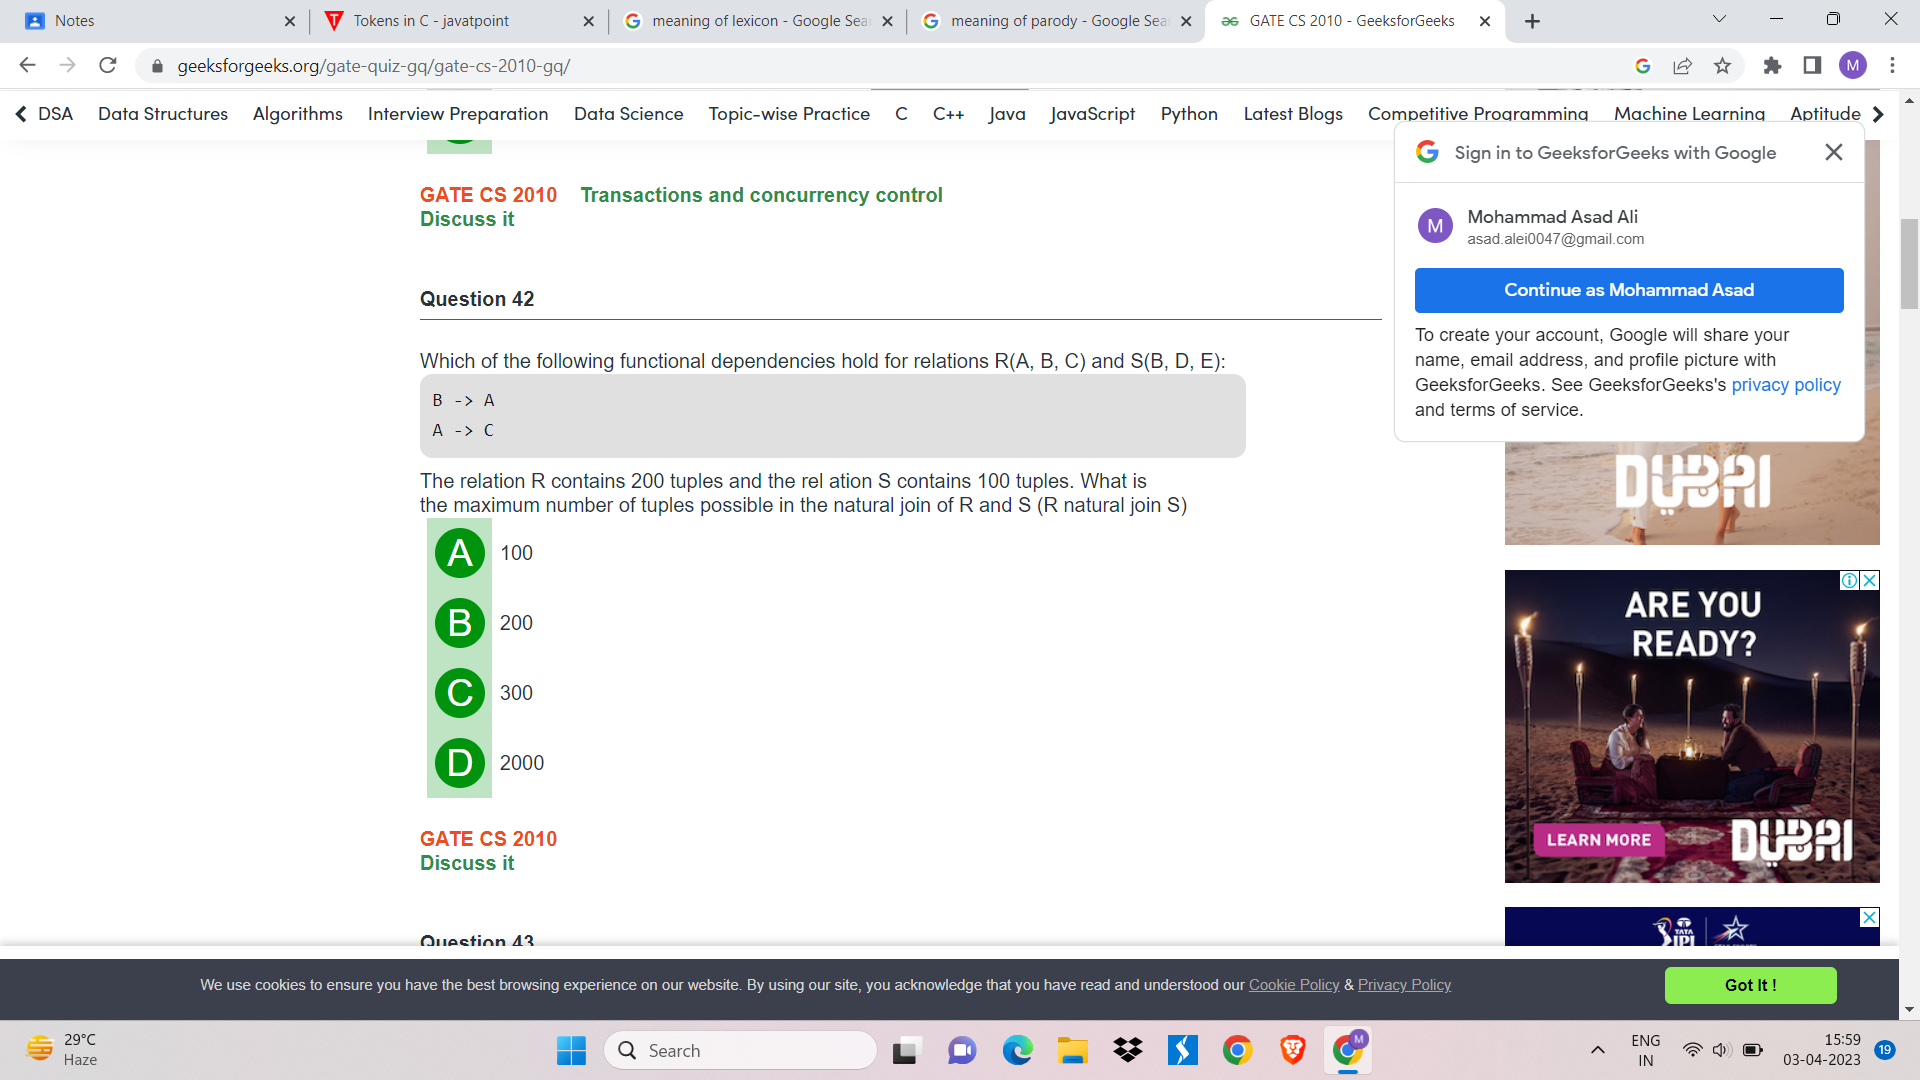 Notes
Tokens in C - javatpoint
meaning of lexicon - Google Sea
meaning of parody - Google Sea
GATE CS 2010 - GeeksforGeeks
geeksforgeeks.org/gate-quiz-gq/gate-cs-2010-gq/
M
DSA Data Structures Algorithms Interview Preparation Data Science Topic-wise Practice C C++ Java JavaScript Python Latest Blogs Competitive Programming Machine Learning Aptitude
Sign in to GeeksforGeeks with Google
M
Mohammad Asad Ali
asad.alei0047@gmail.com
Continue as Mohammad Asad
To create your account, Google will share your
name, email address, and profile picture with
GeeksforGeeks. See GeeksforGeeks's privacy policy
and terms of service.
GATE CS 2010 Transactions and concurrency control
Discuss it
Question 42
Which of the following functional dependencies hold for relations R(A, B, C) and S(B, D, E):
B -> A
A -> C
The relation R contains 200 tuples and the rel ation S contains 100 tuples. What is
the maximum number of tuples possible in the natural join of R and S (R natural join S)
A 100
B 200
C 300
D 2000
GATE CS 2010
Discuss it
Question 43
DUBAI
ARE YOU
READY?
LEARN MORE
DUBAI
TATA
IPL
We use cookies to ensure you have the best browsing experience on our website. By using our site, you acknowledge that you have read and understood our Cookie Policy & Privacy Policy
Got It !
29°C
Haze
Search
M
ENG
IN
15:59
03-04-2023
19